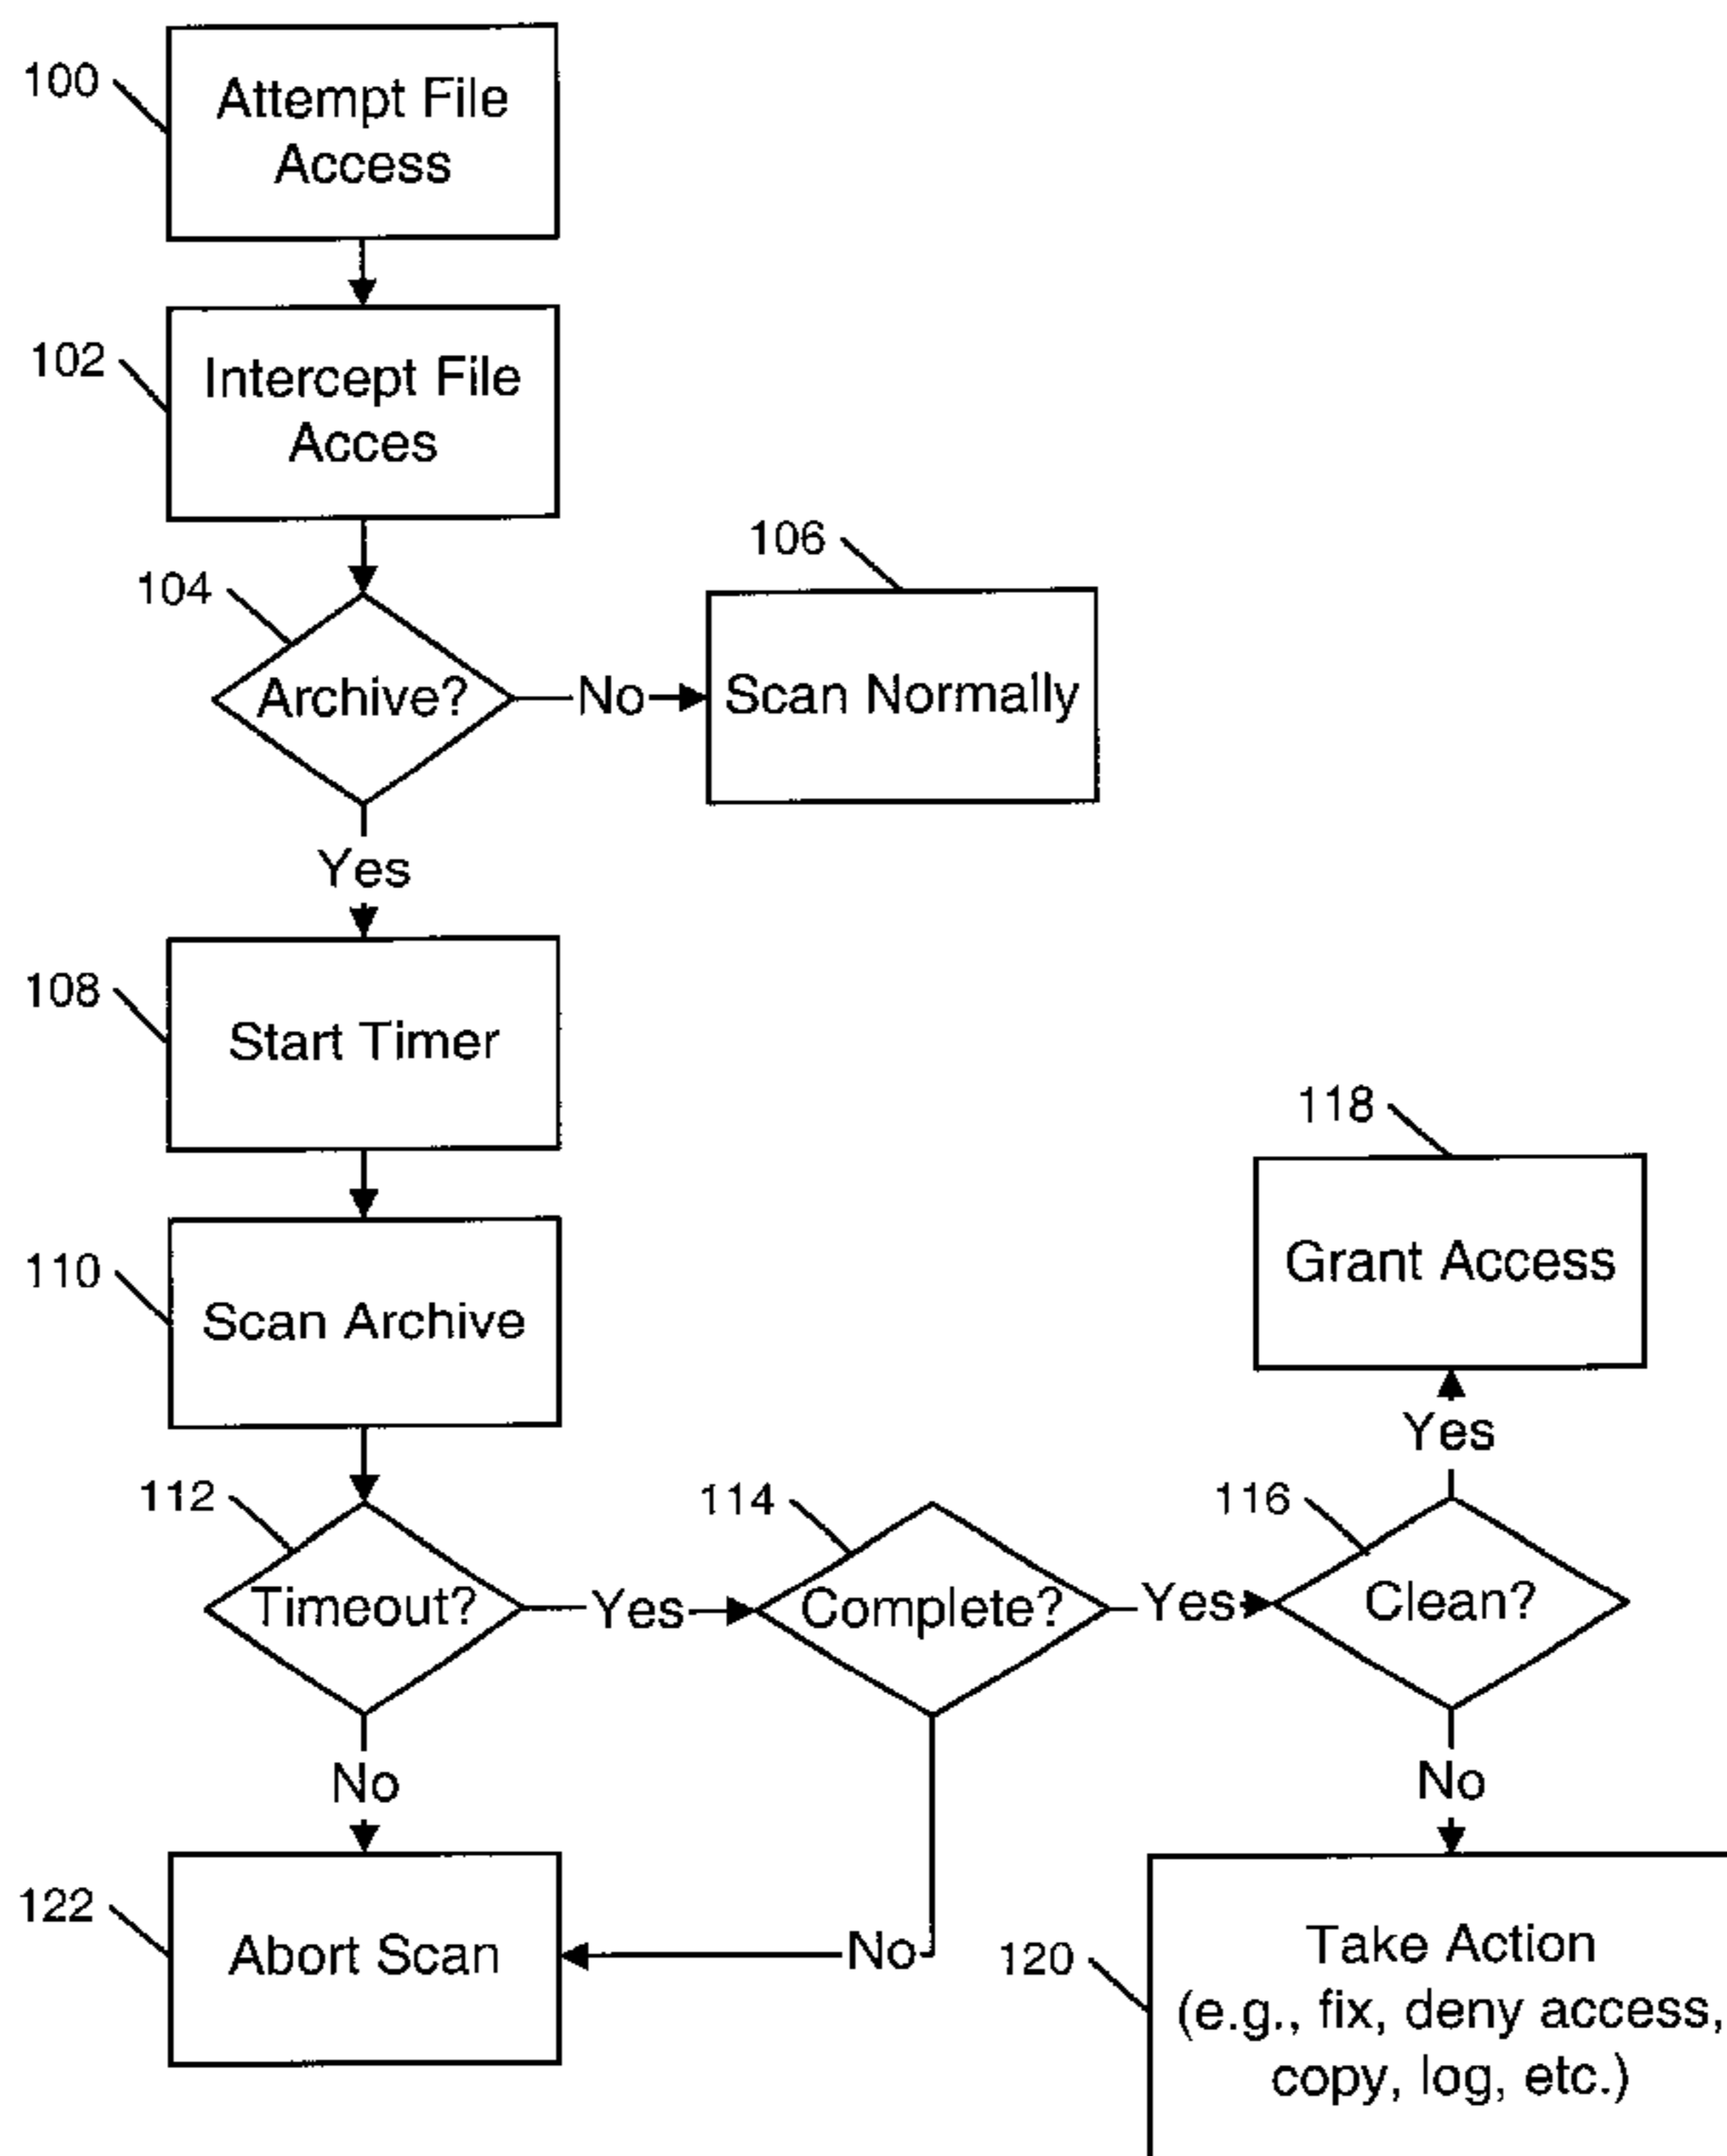 100
Attempt File
Access
102
Intercept File
Acces
104
Archive?
No
106
Scan Normally
Yes
108
Start Timer
110
Scan Archive
112
Timeout?
Yes
114
Complete?
Yes
116
Clean?
Yes
118
Grant Access
No
122
Abort Scan
No
No
120
Take Action
(e.g., fix, deny access,
copy, log, etc.)